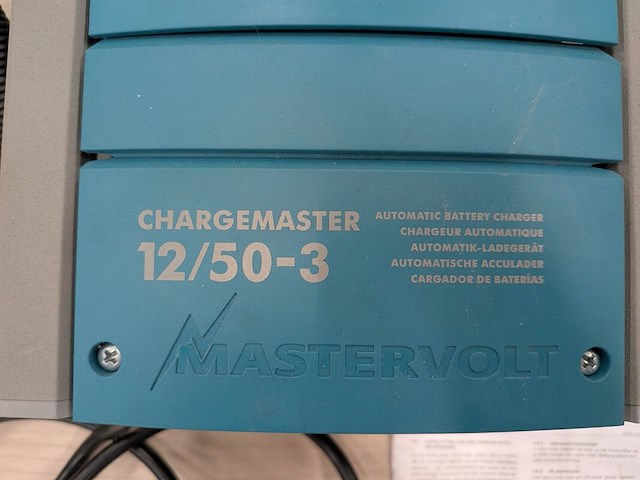 CHARGEMASTER
12/50-3
AUTOMATIC BATTERY CHARGER
CHARGEUR AUTOMATIQUE
AUTOMATIK-LADEGERÄT
AUTOMATISCHE ACCULADER
CARGADOR DE BATERÍAS
MASTERVOLT